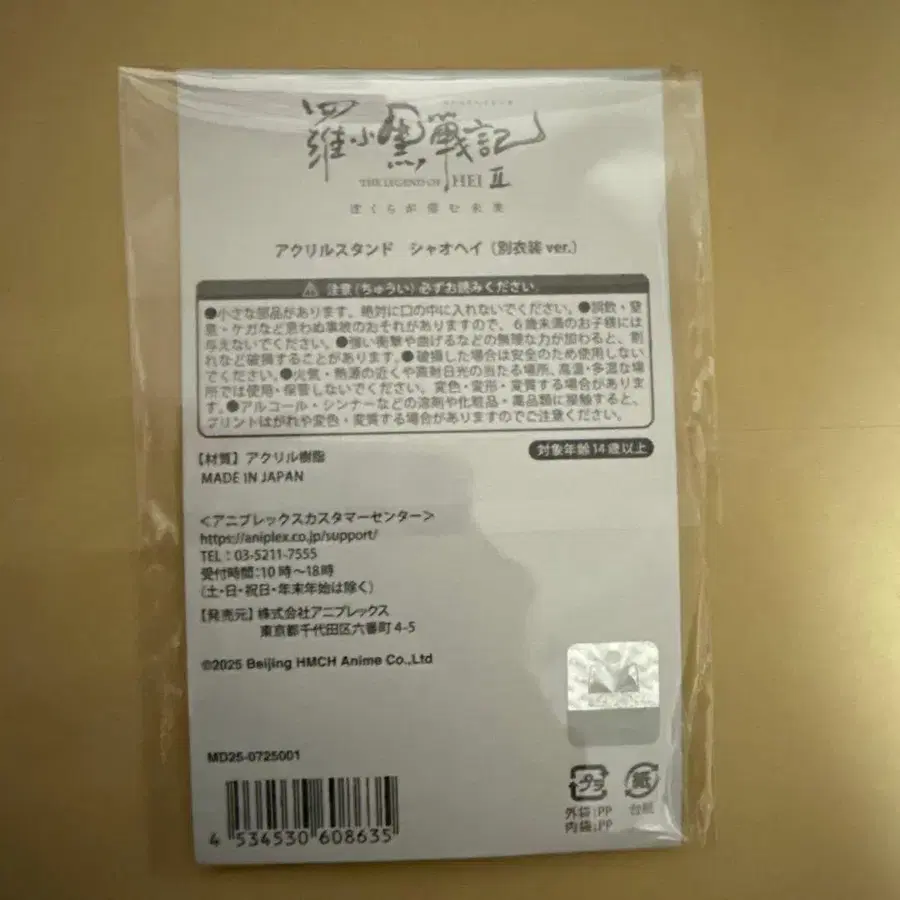 羅小黒戦記
THE LEGEND OF HEI II
ぼくらが望む未来
アクリルスタンド シャオヘイ（別衣装 ver.）
注意（ちゅうい）必ずお読みください。
●小さな部品があります。絶対に口の中に入れないでください。●誤飲・窒
息・ケガなど思わぬ事故のおそれがありますので、６歳未満のお子様には
与えないでください。●強い衝撃や曲げるなどの無理な力が加わると、割
れなど破損することがあります。●破損した場合は安全のため使用しない
でください。●火気・熱源の近くや直射日光の当たる場所、高温・多湿な場
所では使用・保管しないでください。変色・変形・変質する場合がありま
す。●アルコール・シンナーなどの溶剤や化粧品・薬品類に接触すると、
プリントはがれや変色・変質する場合がありますのでご注意ください。
対象年齢14歳以上
【材質】アクリル樹脂
MADE IN JAPAN
＜アニプレックスカスタマーセンター＞
https://aniplex.co.jp/support/
TEL：03-5211-7555
受付時間：10時～18時
（土・日・祝日・年末年始は除く）
【発売元】株式会社アニプレックス
東京都千代田区六番町 4-5
©2025 Beijing HMCH Anime Co.,Ltd
MD25-0725001
4 534530 608635
プラ
外袋：PP
内袋：PP
紙
台紙